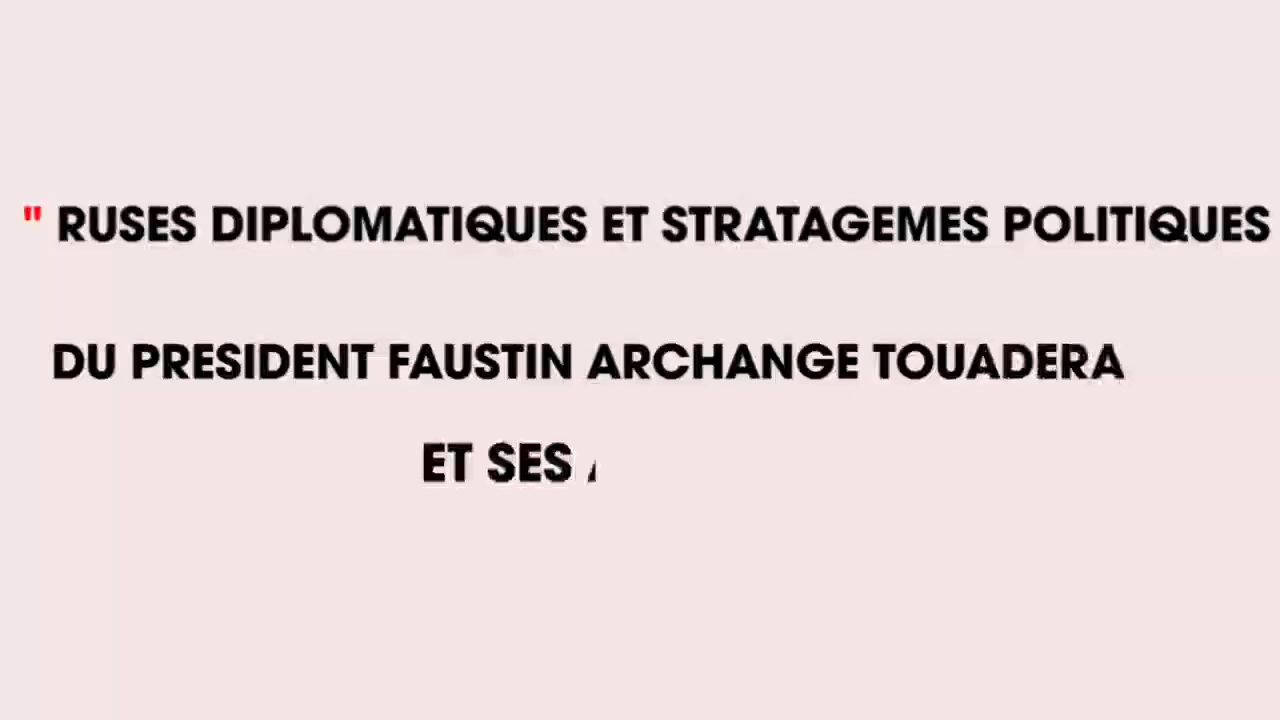 " RUSES DIPLOMATIQUES ET STRATAGEMES POLITIQUES
DU PRESIDENT FAUSTIN ARCHANGE TOUADERA
ET SES